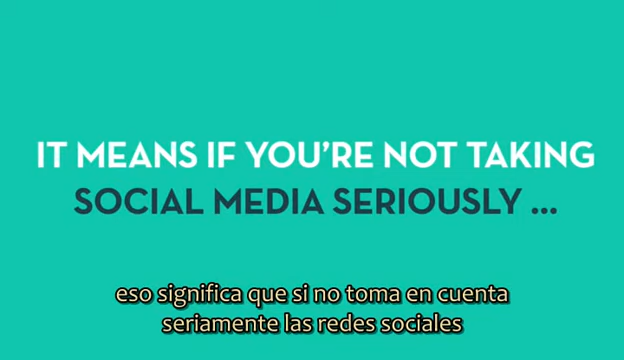 IT MEANS IF YOU'RE NOT TAKING
SOCIAL MEDIA SERIOUSLY ...
eso significa que si no toma en cuenta
seriamente las redes sociales